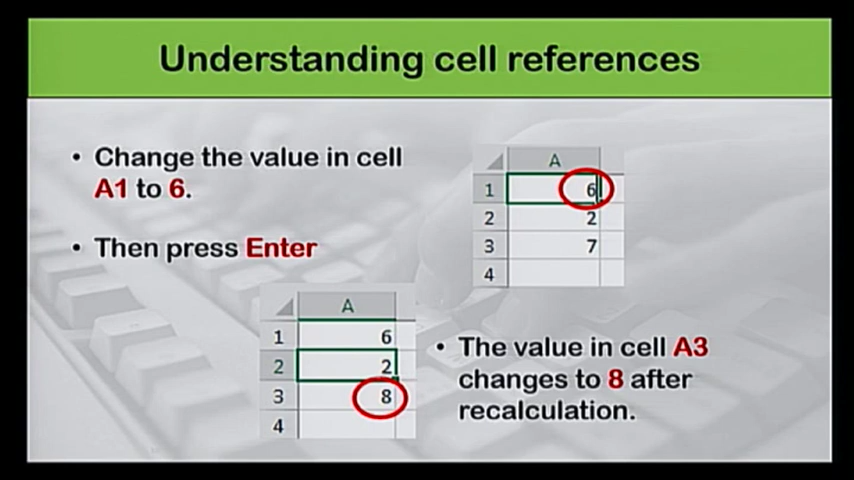 Understanding cell references
• Change the value in cell
A1 to 6.
• Then press Enter
A
1 6
2 2
3 7
4
A
1 6
2 2
3 8
4
• The value in cell A3
changes to 8 after
recalculation.